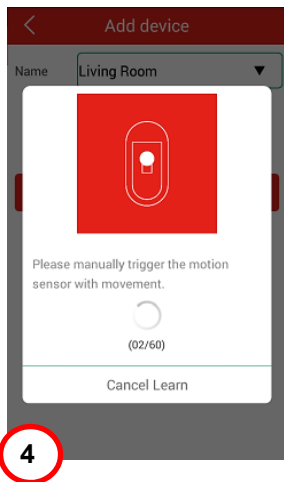 Add device
Name Living Room
Please manually trigger the motion
sensor with movement.
(02/60)
Cancel Learn
4